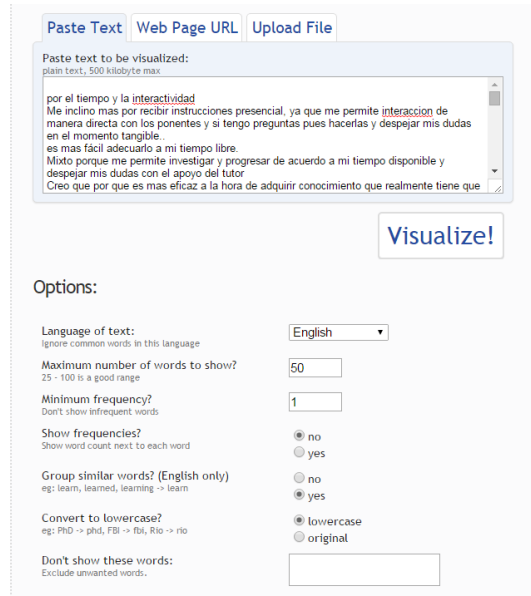 Paste Text Web Page URL Upload File
Paste text to be visualized:
plain text, 500 kilobyte max
por el tiempo y la interactividad
Me inclino mas por recibir instrucciones presencial, ya que me permite interaccion de
manera directa con los ponentes y si tengo preguntas pues hacerlas y despejar mis dudas
en el momento tangible..
es mas fácil adecuarlo a mi tiempo libre.
Mixto porque me permite investigar y progresar de acuerdo a mi tiempo disponible y
despejar mis dudas con el apoyo del tutor
Creo que por que es mas eficaz a la hora de adquirir conocimiento que realmente tiene que
Visualize!
Options:
Language of text: English
Ignore common words in this language
Maximum number of words to show? 50
25 - 100 is a good range
Minimum frequency? 1
Don't show infrequent words
Show frequencies? no
Show word count next to each word
yes
Group similar words? (English only) no
eg: learn, learned, learning -> learn
yes
Convert to lowercase? lowercase
eg: PhD -> phd, FBI -> fbi, Rio -> rio
original
Don't show these words:
Exclude unwanted words.